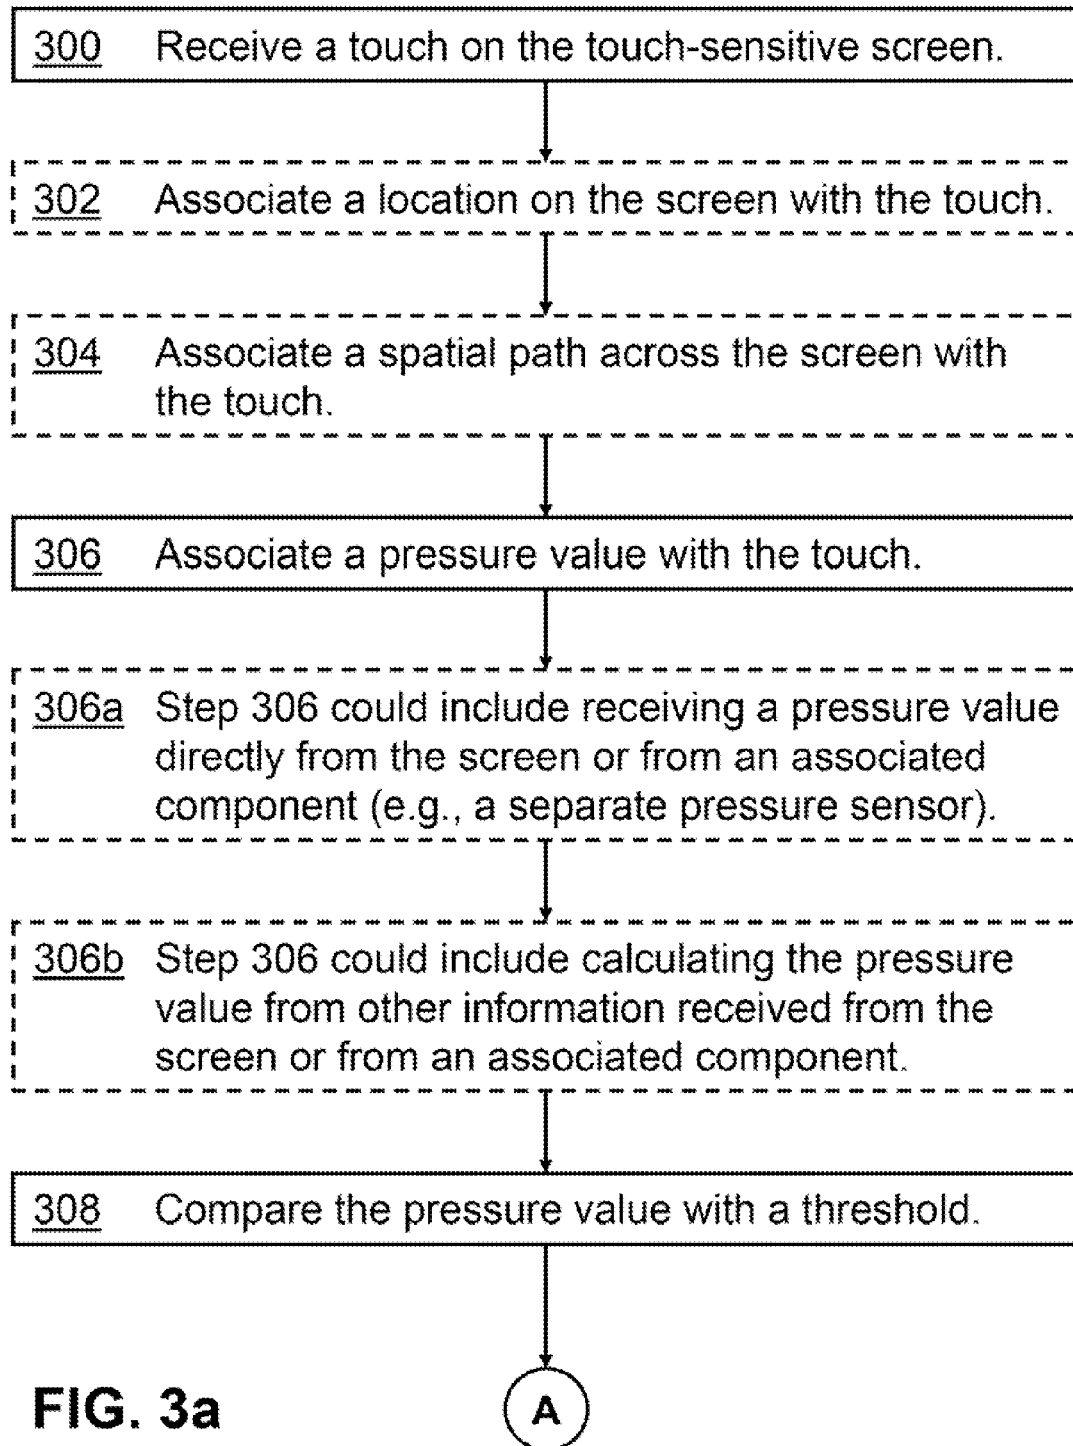 300 Receive a touch on the touch-sensitive screen.
302 Associate a location on the screen with the touch.
304 Associate a spatial path across the screen with
the touch.
306 Associate a pressure value with the touch.
306a Step 306 could include receiving a pressure value
directly from the screen or from an associated
component (e.g., a separate pressure sensor).
306b Step 306 could include calculating the pressure
value from other information received from the
screen or from an associated component.
308 Compare the pressure value with a threshold.
A
FIG. 3a